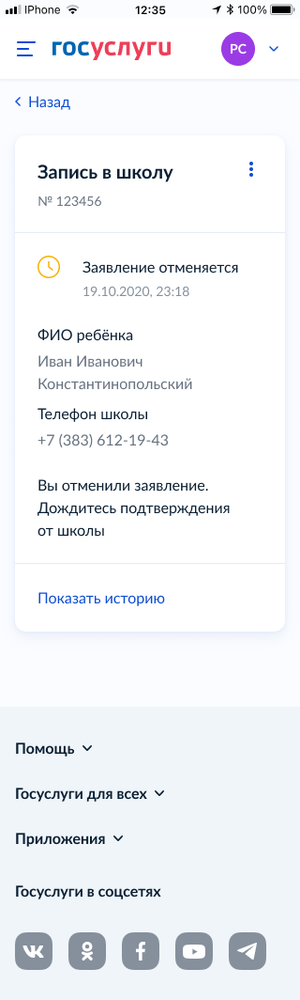 IPhone 12:35 100%
госуслуги РС
Назад
Запись в школу
№ 123456
Заявление отменяется
19.10.2020, 23:18
ФИО ребёнка
Иван Иванович
Константинопольский
Телефон школы
+7 (383) 612-19-43
Вы отменили заявление.
Дождитесь подтверждения
от школы
Показать историю
Помощь
Госуслуги для всех
Приложения
Госуслуги в соцсетях